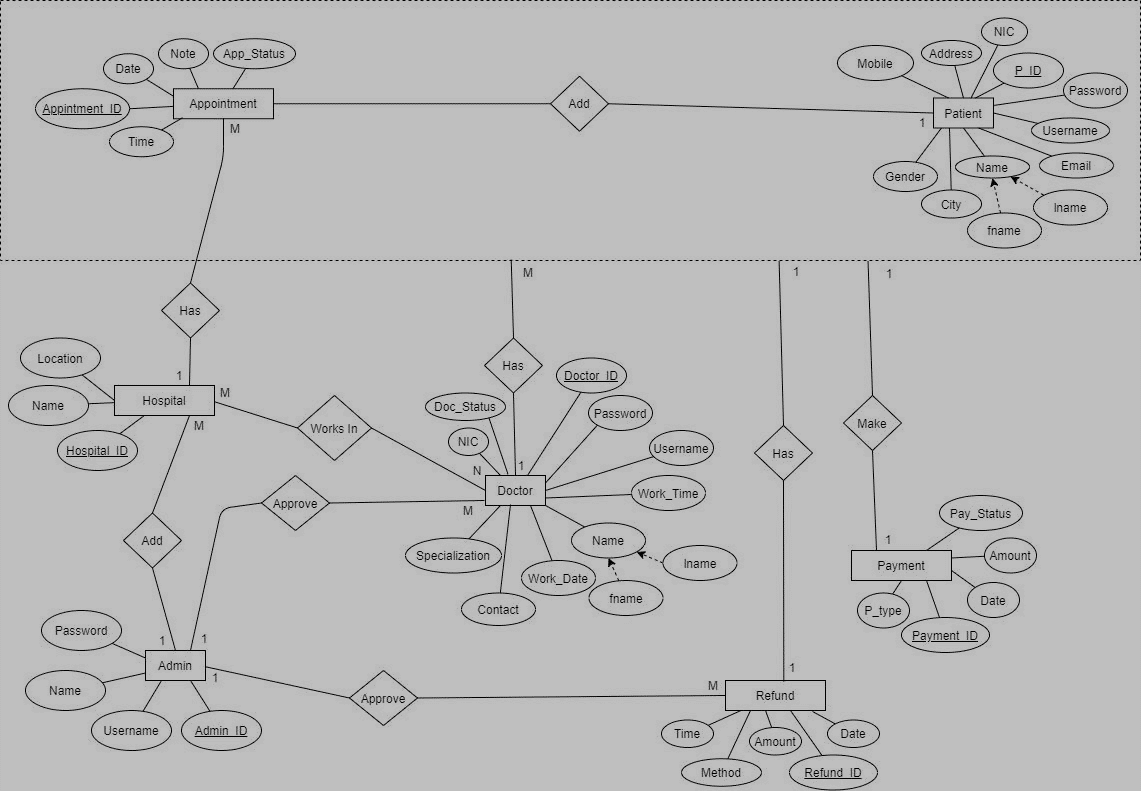 NIC
Note
App_Status
Address
Mobile
Date
P_ID
Password
Appointment
Add
Appintment_ID
Patient
M
1
Username
Time
Name
Email
Gender
City
lname
fname
M
1
1
Has
Location
Has
Doctor_ID
1
M
Hospital
Name
Doc_Status
Password
M
Works In
Make
NIC
Username
Has
Hospital_ID
N
1
Doctor
Work_Time
Approve
M
Pay_Status
Add
Name
1
Specialization
Amount
lname
Payment
Work_Date
fname
Date
Contact
P_type
Password
Payment_ID
1
1
Admin
1
1
Name
M
Approve
Refund
Username
Admin_ID
Time
Amount
Date
Method
Refund_ID